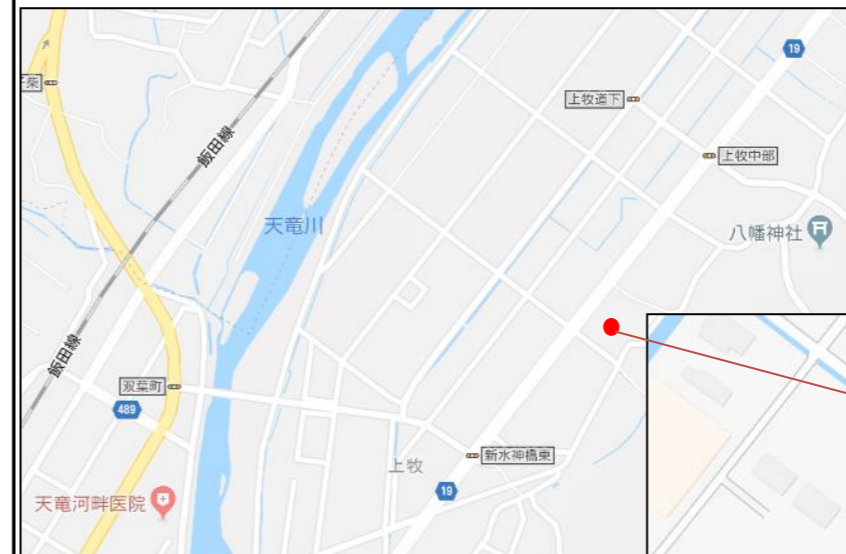 19
上牧道下
上牧中部
飯田線
天竜川
八幡神社
飯田線
双葉町
489
上牧
新水神橋東
19
天竜河畔医院